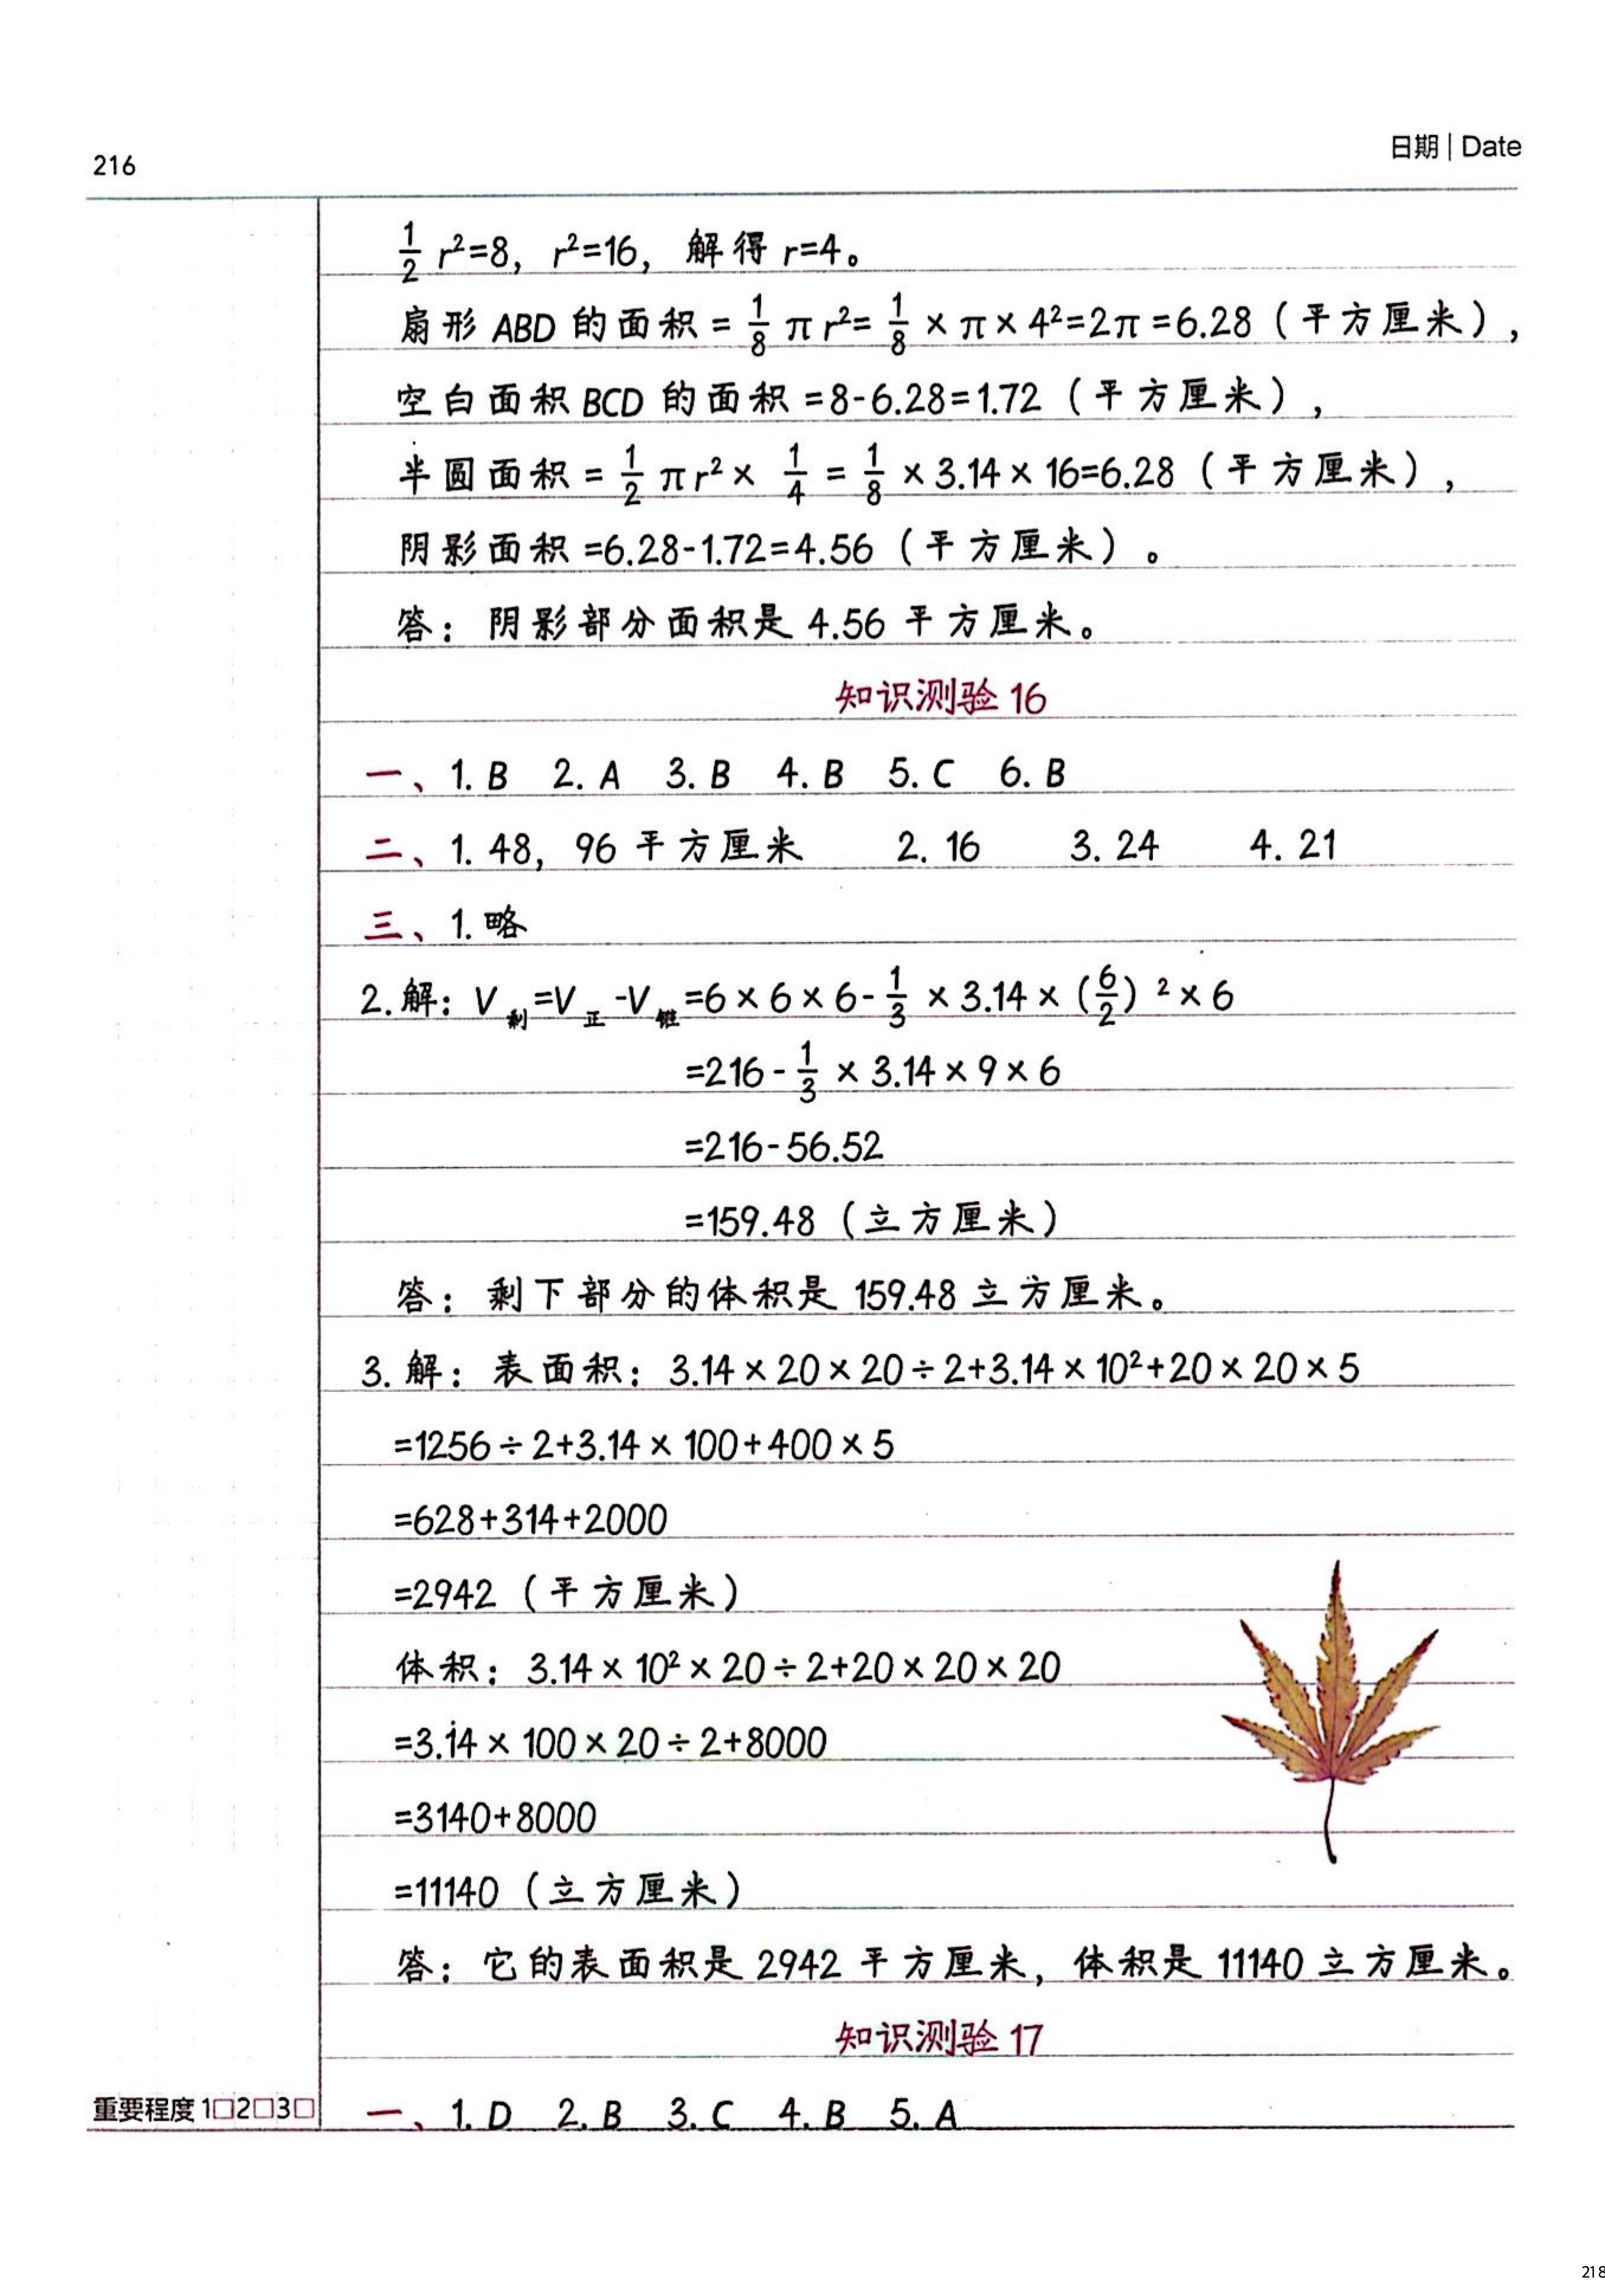 216
日期 | Date
1/2 r²=8, r²=16, 解得 r=4。
扇形 ABD 的面积 = 1/8 π r²= 1/8 × π × 4²=2π=6.28（平方厘米），
空白面积 BCD 的面积 =8-6.28=1.72（平方厘米），
半圆面积 = 1/2 π r² × 1/4 = 1/8 × 3.14 × 16=6.28（平方厘米），
阴影面积 =6.28-1.72=4.56（平方厘米）。
答：阴影部分面积是 4.56 平方厘米。
知识测验 16
一、1. B 2. A 3. B 4. B 5. C 6. B
二、1. 48, 96 平方厘米 2. 16 3. 24 4. 21
三、1. 略
2. 解：V剩=V正-V锥=6 × 6 × 6- 1/3 × 3.14 × (6/2)² × 6
=216 - 1/3 × 3.14 × 9 × 6
=216-56.52
=159.48（立方厘米）
答：剩下部分的体积是 159.48 立方厘米。
3. 解：表面积：3.14 × 20 × 20 ÷ 2+3.14 × 10²+20 × 20 × 5
=1256 ÷ 2+3.14 × 100+400 × 5
=628+314+2000
=2942（平方厘米）
体积：3.14 × 10² × 20 ÷ 2+20 × 20 × 20
=3.14 × 100 × 20 ÷ 2+8000
=3140+8000
=11140（立方厘米）
答：它的表面积是 2942 平方厘米，体积是 11140 立方厘米。
知识测验 17
重要程度 1□2□3□
一、1. D 2. B 3. C 4. B 5. A
218